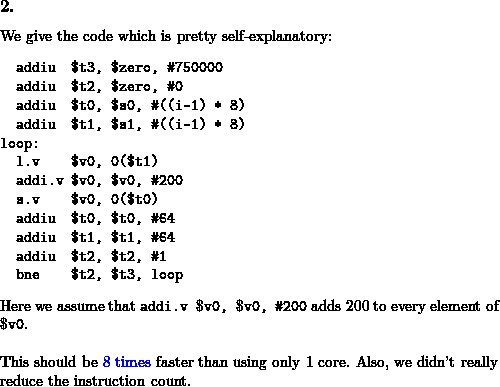 2.
We give the code which is pretty self-explanatory:
addiu $t3, $zero, #750000
addiu $t2, $zero, #0
addiu $t0, $s0, #((i-1) * 8)
addiu $t1, $s1, #((i-1) * 8)
loop:
l.v $v0, 0($t1)
addi.v $v0, $v0, #200
s.v $v0, 0($t0)
addiu $t0, $t0, #64
addiu $t1, $t1, #64
addiu $t2, $t2, #1
bne $t2, $t3, loop
Here we assume that addi.v $v0, $v0, #200 adds 200 to every element of
$v0.
This should be 8 times faster than using only 1 core. Also, we didn't really
reduce the instruction count.